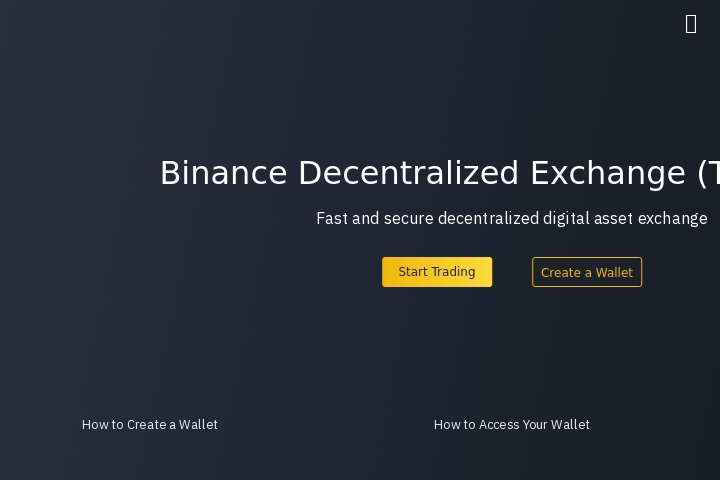 Binance Decentralized Exchange (T
Fast and secure decentralized digital asset exchange
Start Trading
Create a Wallet
How to Create a Wallet
How to Access Your Wallet